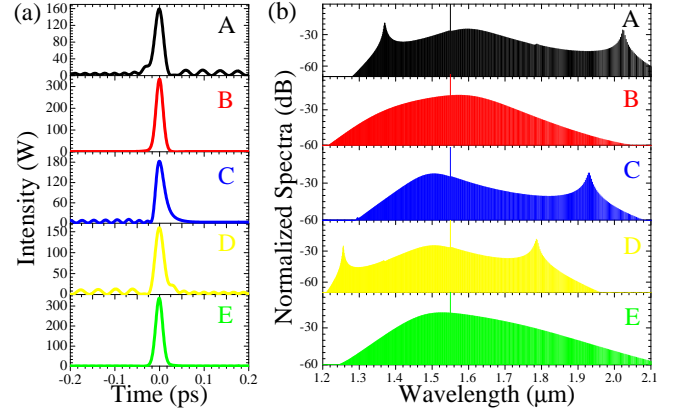 (a)
(b)
160
120
80
40
0
A
300
200
100
0
B
180
120
60
0
C
150
100
50
0
D
300
200
100
0
E
-0.2 -0.1 0.0 0.1 0.2
Time (ps)
Intensity (W)
-30
-60
A
-30
-60
B
-30
-60
C
-30
-60
D
-30
-60
E
1.2 1.3 1.4 1.5 1.6 1.7 1.8 1.9 2.0 2.1
Wavelength (μm)
Normalized Spectra (dB)